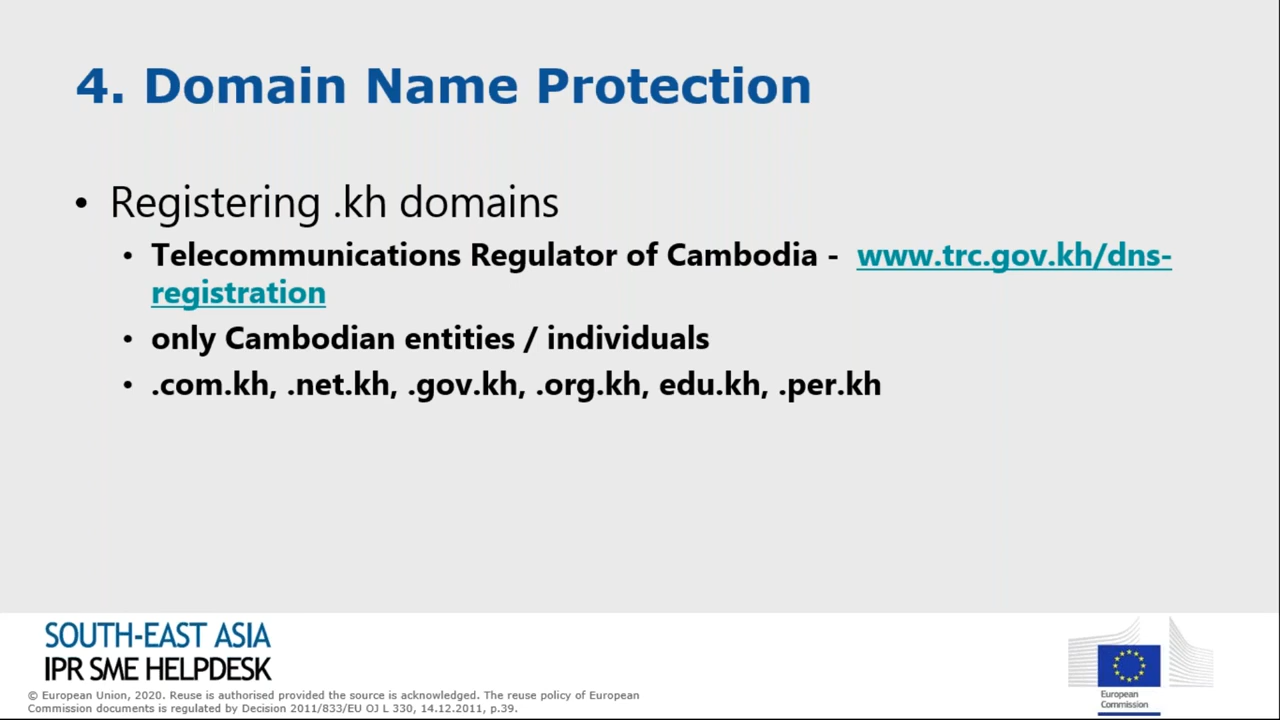 4. Domain Name Protection
• Registering .kh domains
• Telecommunications Regulator of Cambodia - www.trc.gov.kh/dns-
registration
• only Cambodian entities / individuals
• .com.kh, .net.kh, .gov.kh, .org.kh, edu.kh, .per.kh
SOUTH-EAST ASIA
IPR SME HELPDESK
© European Union, 2020. Reuse is authorised provided the source is acknowledged. The reuse policy of European
Commission documents is regulated by Decision 2011/833/EU OJ L 330, 14.12.2011, p.39.
European
Commission